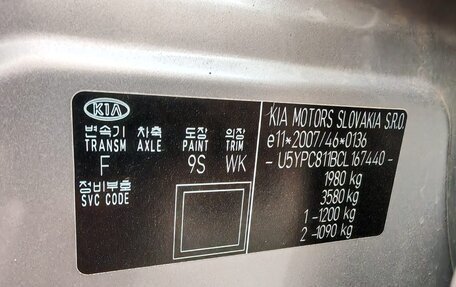 KIA
변속기 차축 도장 의장
TRANSM AXLE PAINT TRIM
F 9S WK
정비부호
SVC CODE
KIA MOTORS SLOVAKIA S.R.O.
e11*2007/46*0136
- U5YPC811BCL167440 -
1980 kg
3580 kg
1 -1200 kg
2 -1090 kg